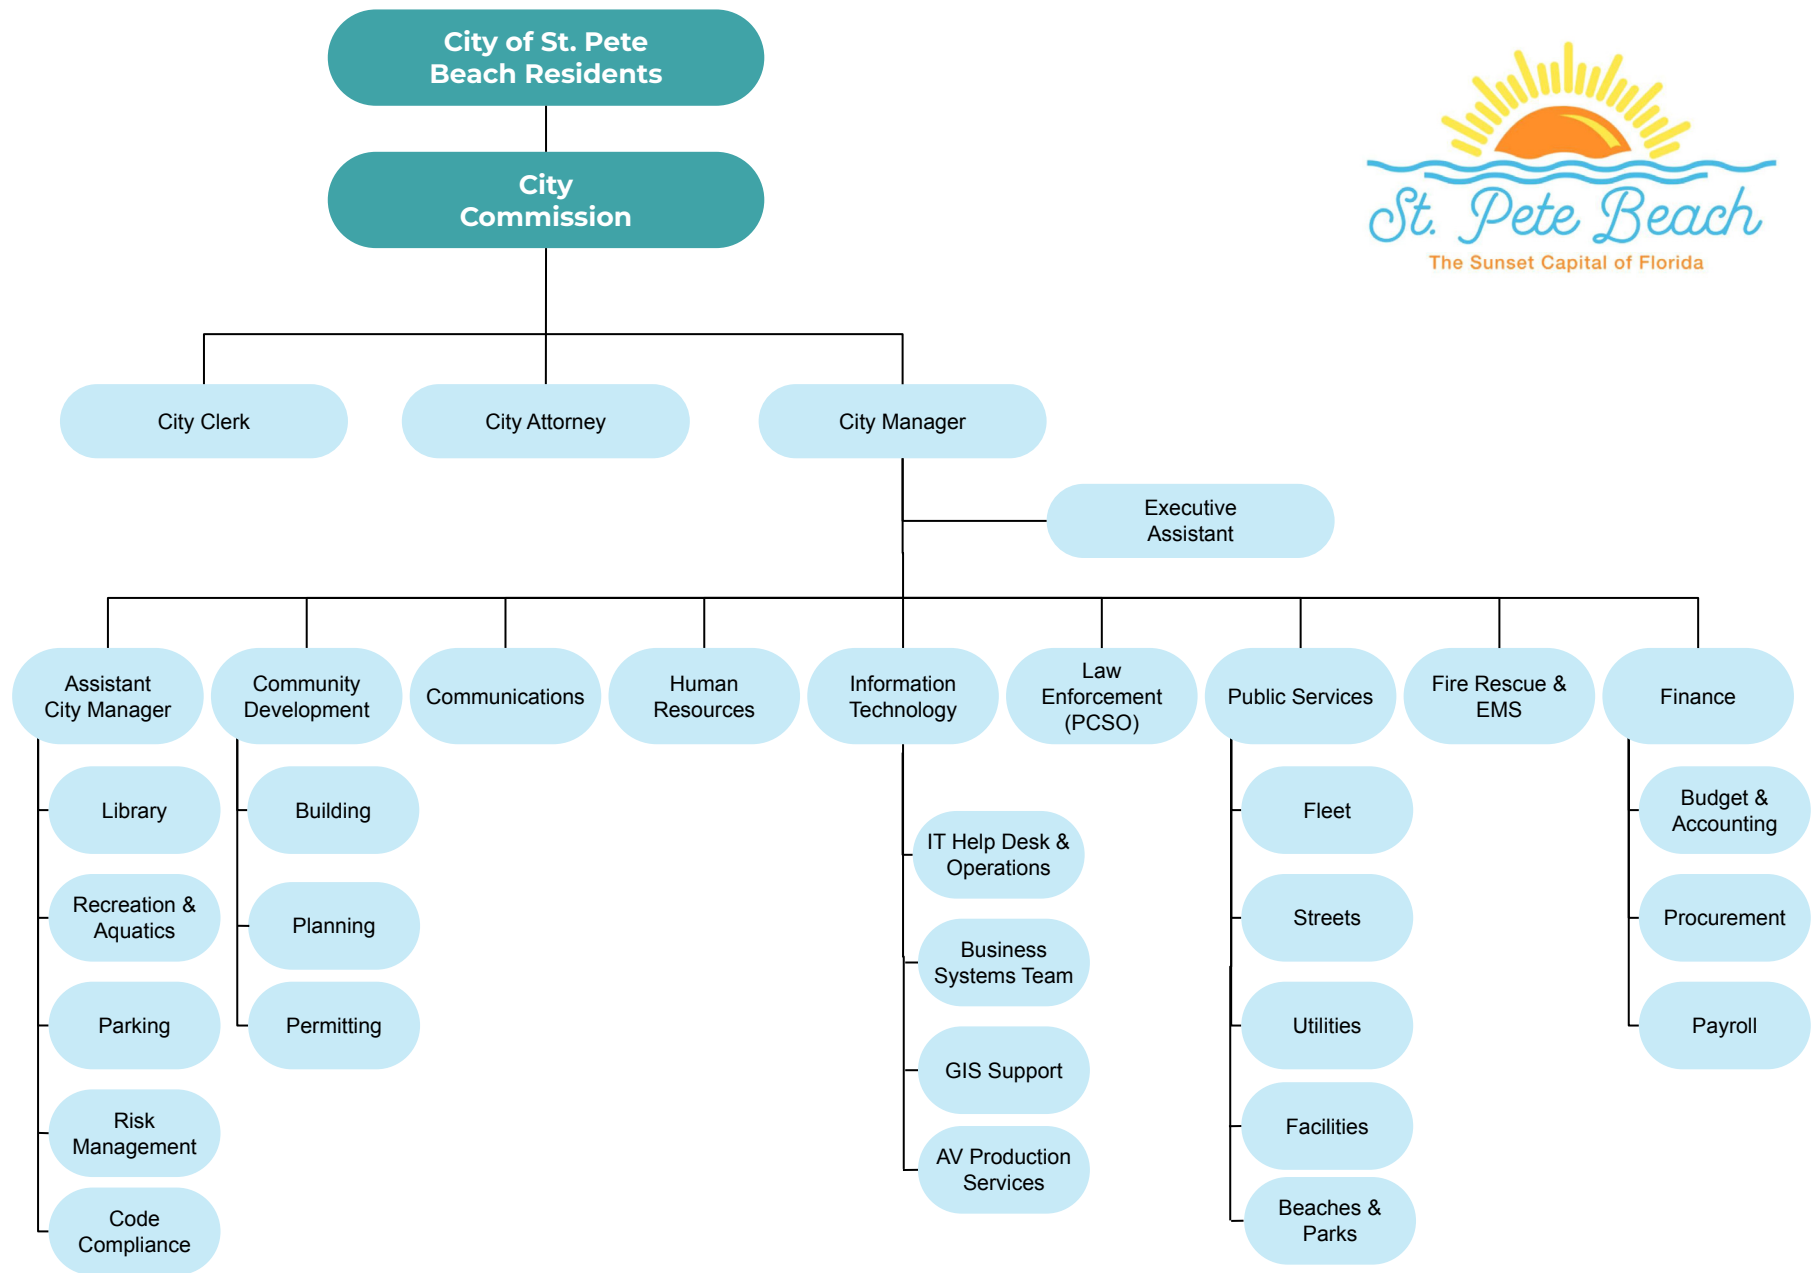 City of St. Pete
Beach Residents
City
Commission
St. Pete Beach
The Sunset Capital of Florida
City Clerk
City Attorney
City Manager
Executive
Assistant
Assistant
City Manager
Community
Development
Communications
Human
Resources
Information
Technology
Law
Enforcement
(PCSO)
Public Services
Fire Rescue &
EMS
Finance
Library
Recreation &
Aquatics
Parking
Risk
Management
Code
Compliance
Building
Planning
Permitting
IT Help Desk &
Operations
Business
Systems Team
GIS Support
AV Production
Services
Fleet
Streets
Utilities
Facilities
Beaches &
Parks
Budget &
Accounting
Procurement
Payroll